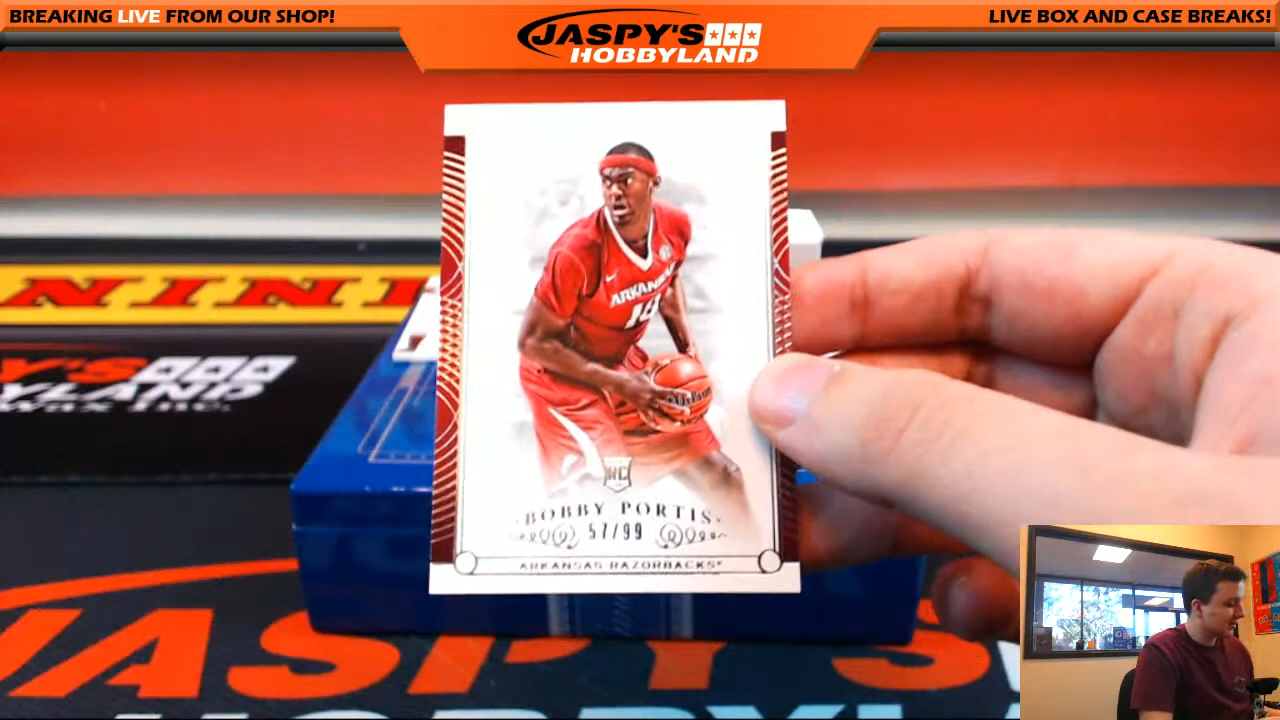 BREAKING LIVE FROM OUR SHOP!
JASPY'S
HOBBYLAND
LIVE BOX AND CASE BREAKS!
ARKANSAS
RC
BOBBY PORTIS
57/99
ARKANSAS RAZORBACKS
JASPY'S